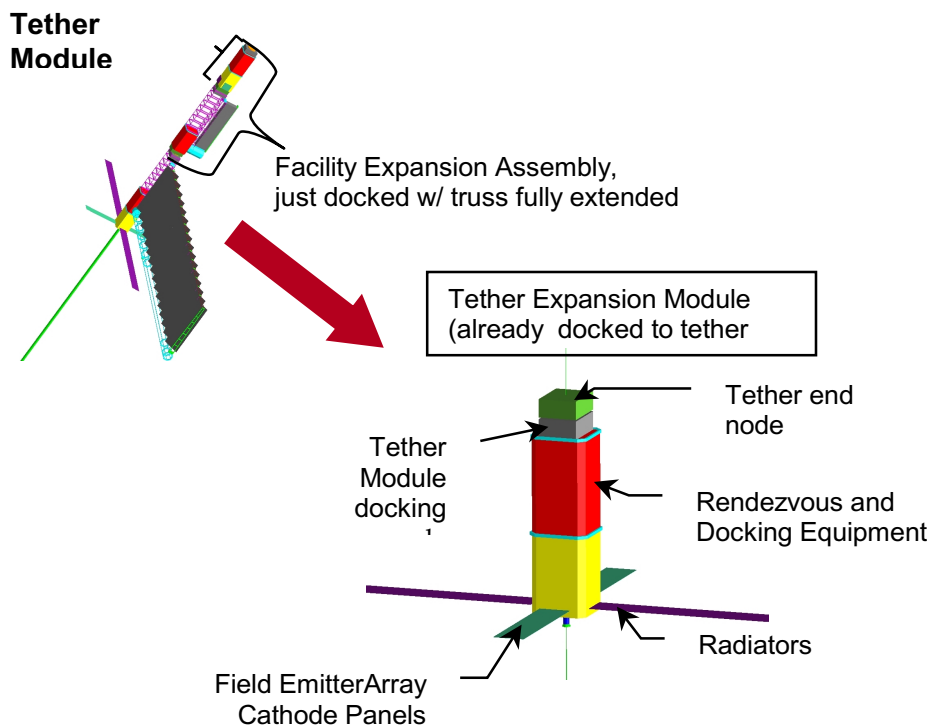 Tether
Module
Facility Expansion Assembly,
just docked w/ truss fully extended
Tether Expansion Module
(already docked to tether
Tether end
node
Tether
Module
docking
Rendezvous and
Docking Equipment
Radiators
Field EmitterArray
Cathode Panels